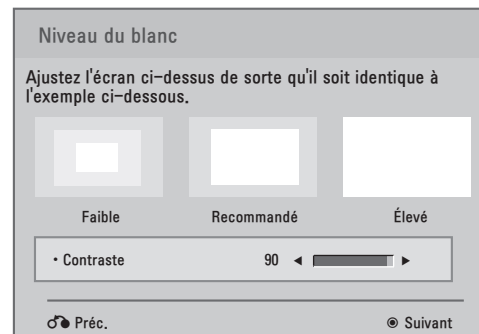 Niveau du blanc
Ajustez l'écran ci-dessus de sorte qu'il soit identique à
l'exemple ci-dessous.
Faible Recommandé Élevé
• Contraste 90 ◄ ►
Préc. ◉ Suivant